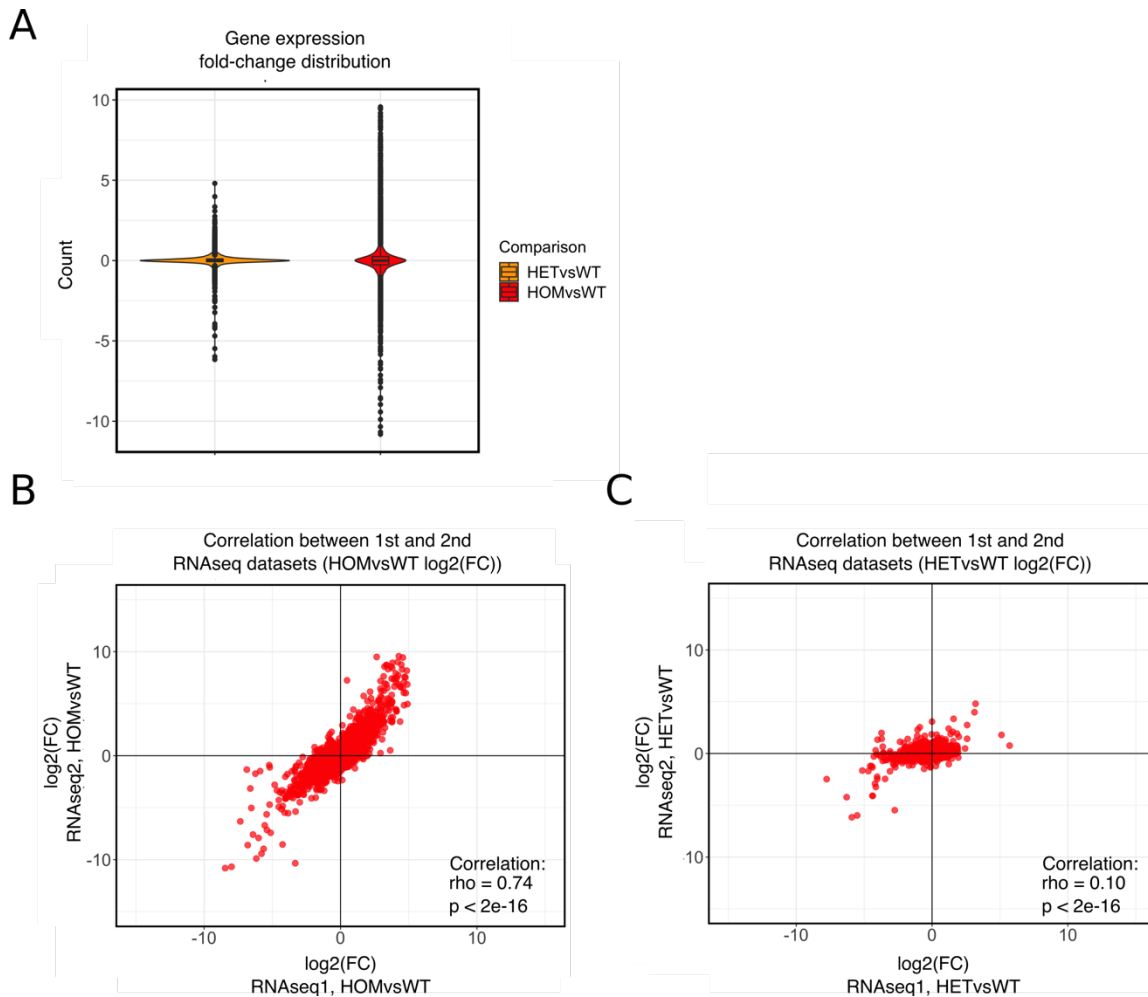 A
Gene expression
fold-change distribution
10
5
0
-5
-10
Count
Comparison
HETvsWT
HOMvsWT
B
Correlation between 1st and 2nd
RNAseq datasets (HOMvsWT log2(FC))
10
0
-10
log2(FC)
RNAseq2, HOMvsWT
Correlation:
rho = 0.74
p < 2e-16
-10
0
10
log2(FC)
RNAseq1, HOMvsWT
C
Correlation between 1st and 2nd
RNAseq datasets (HETvsWT log2(FC))
10
0
-10
log2(FC)
RNAseq2, HETvsWT
Correlation:
rho = 0.10
p < 2e-16
-10
0
10
log2(FC)
RNAseq1, HETvsWT